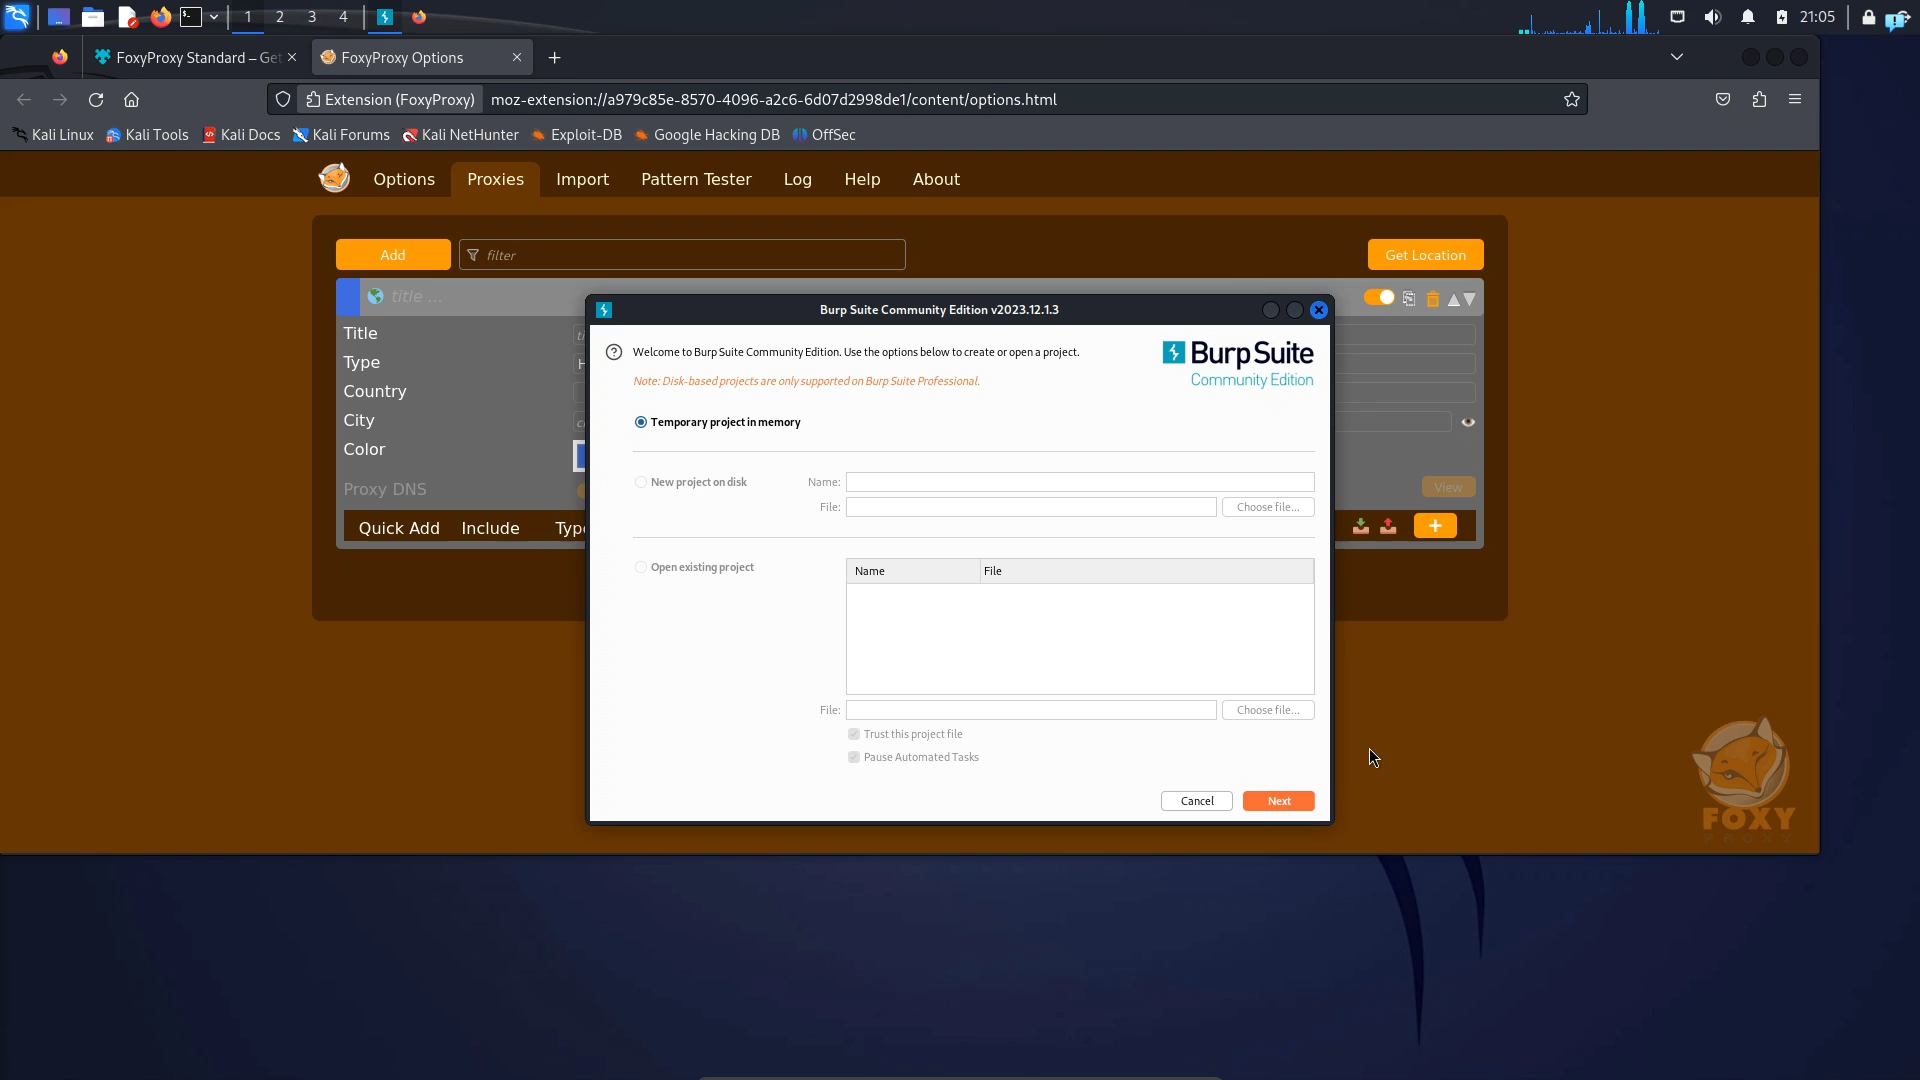 1 2 3 4 21:05
FoxyProxy Standard – Get FoxyProxy Options
Extension (FoxyProxy) moz-extension://a979c85e-8570-4096-a2c6-6d07d2998de1/content/options.html
Kali Linux Kali Tools Kali Docs Kali Forums Kali NetHunter Exploit-DB Google Hacking DB OffSec
Options Proxies Import Pattern Tester Log Help About
Add filter Get Location
title ...
Burp Suite Community Edition v2023.12.1.3
Title
Type
Country
City
Color
Proxy DNS View
Quick Add Include Type
Welcome to Burp Suite Community Edition. Use the options below to create or open a project.
Note: Disk-based projects are only supported on Burp Suite Professional.
Burp Suite
Community Edition
Temporary project in memory
New project on disk Name:
File: Choose file...
Open existing project Name File
File: Choose file...
Trust this project file
Pause Automated Tasks
Cancel Next
FOXY
PROXY